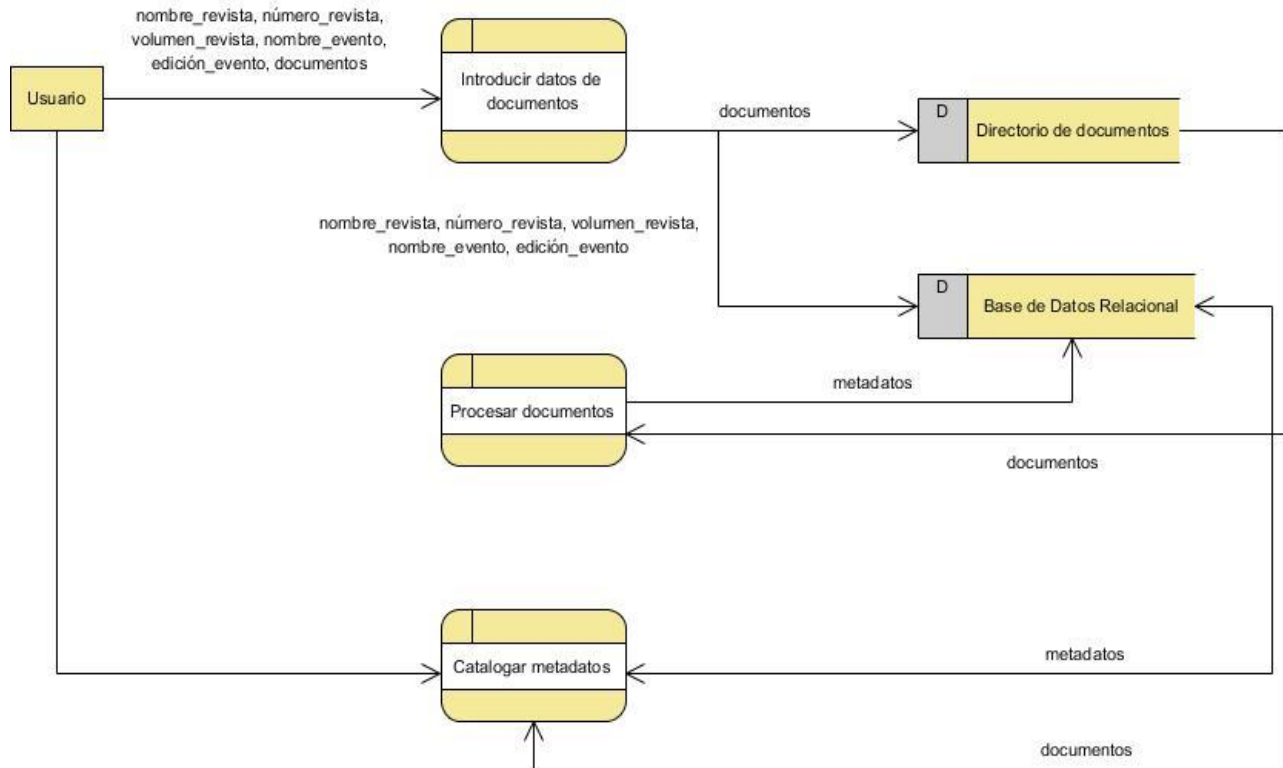 nombre_revista, número_revista,
volumen_revista, nombre_evento,
edición_evento, documentos
Usuario
Introducir datos de
documentos
documentos
D
Directorio de documentos
nombre_revista, número_revista, volumen_revista,
nombre_evento, edición_evento
D
Base de Datos Relacional
metadatos
Procesar documentos
documentos
metadatos
Catalogar metadatos
documentos